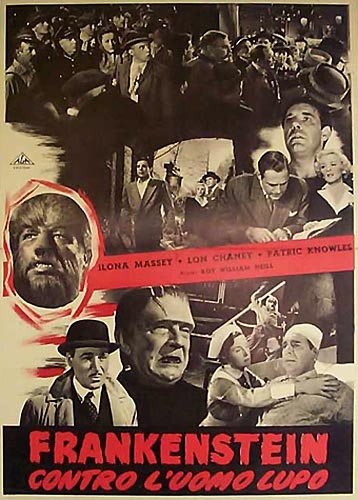 ILONA MASSEY • LON CHANEY • PATRIC KNOWLES
ROY WILLIAM NEILL
FRANKENSTEIN
CONTRO L'UOMO LUPO